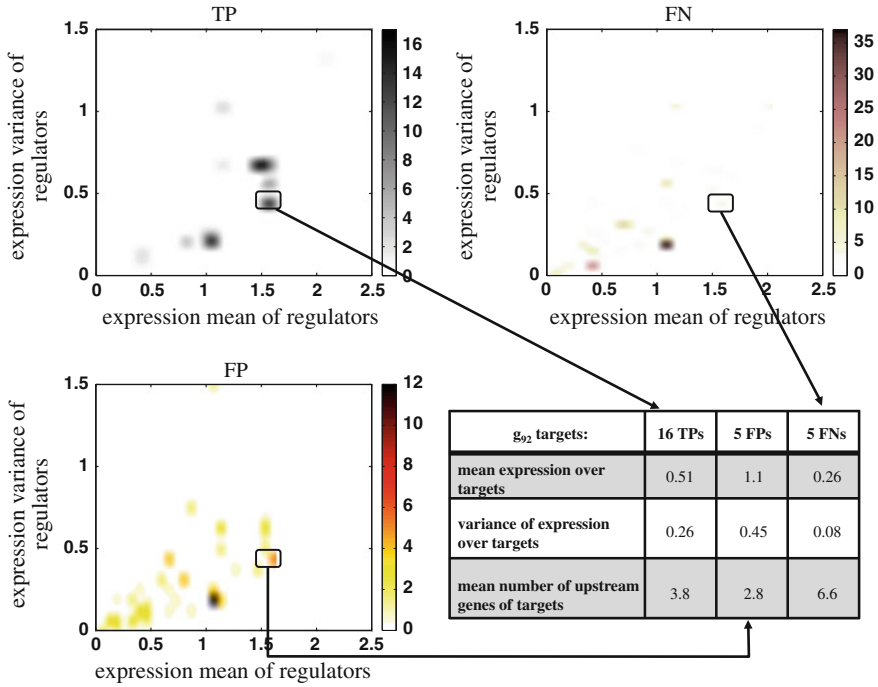 TP
expression variance of
regulators
1.5
1
0.5
0
0 0.5 1 1.5 2 2.5
expression mean of regulators
16
14
12
10
8
6
4
2
0
FN
expression variance of
regulators
1.5
1
0.5
0
0 0.5 1 1.5 2 2.5
expression mean of regulators
35
30
25
20
15
10
5
0
FP
expression variance of
regulators
1.5
1
0.5
0
0 0.5 1 1.5 2 2.5
expression mean of regulators
12
10
8
6
4
2
0
g92 targets: 16 TPs 5 FPs 5 FNs
mean expression over
targets 0.51 1.1 0.26
variance of expression
over targets 0.26 0.45 0.08
mean number of upstream
genes of targets 3.8 2.8 6.6